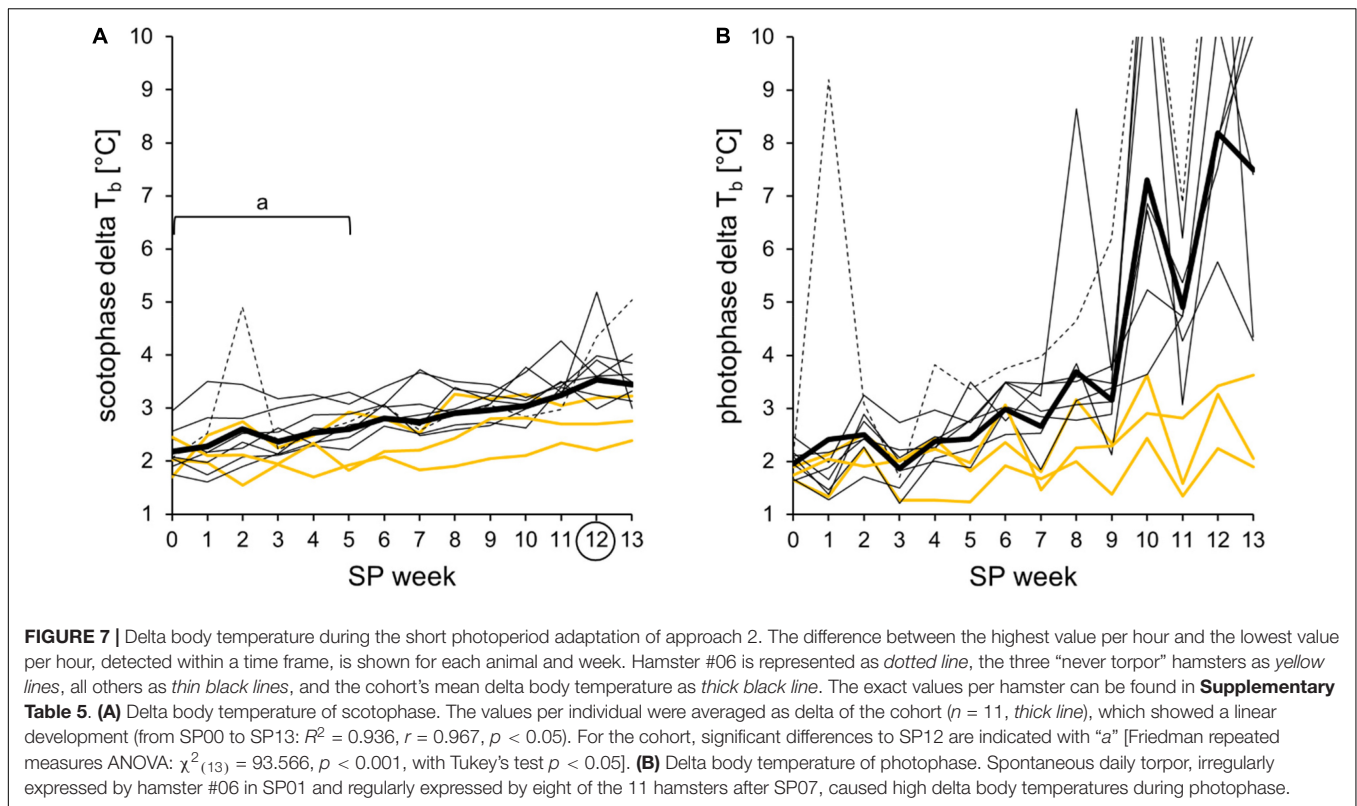 A
10
9
8
7
6
5
4
3
2
1
scotophase delta Tb [°C]
a
0 1 2 3 4 5 6 7 8 9 10 11 12 13
SP week
B
10
9
8
7
6
5
4
3
2
1
photophase delta Tb [°C]
0 1 2 3 4 5 6 7 8 9 10 11 12 13
SP week
FIGURE 7 | Delta body temperature during the short photoperiod adaptation of approach 2. The difference between the highest value per hour and the lowest value
per hour, detected within a time frame, is shown for each animal and week. Hamster #06 is represented as dotted line, the three “never torpor” hamsters as yellow
lines, all others as thin black lines, and the cohort’s mean delta body temperature as thick black line. The exact values per hamster can be found in Supplementary
Table 5. (A) Delta body temperature of scotophase. The values per individual were averaged as delta of the cohort (n = 11, thick line), which showed a linear
development (from SP00 to SP13: R² = 0.936, r = 0.967, p < 0.05). For the cohort, significant differences to SP12 are indicated with “a” [Friedman repeated
measures ANOVA: χ²(13) = 93.566, p < 0.001, with Tukey’s test p < 0.05]. (B) Delta body temperature of photophase. Spontaneous daily torpor, irregularly
expressed by hamster #06 in SP01 and regularly expressed by eight of the 11 hamsters after SP07, caused high delta body temperatures during photophase.